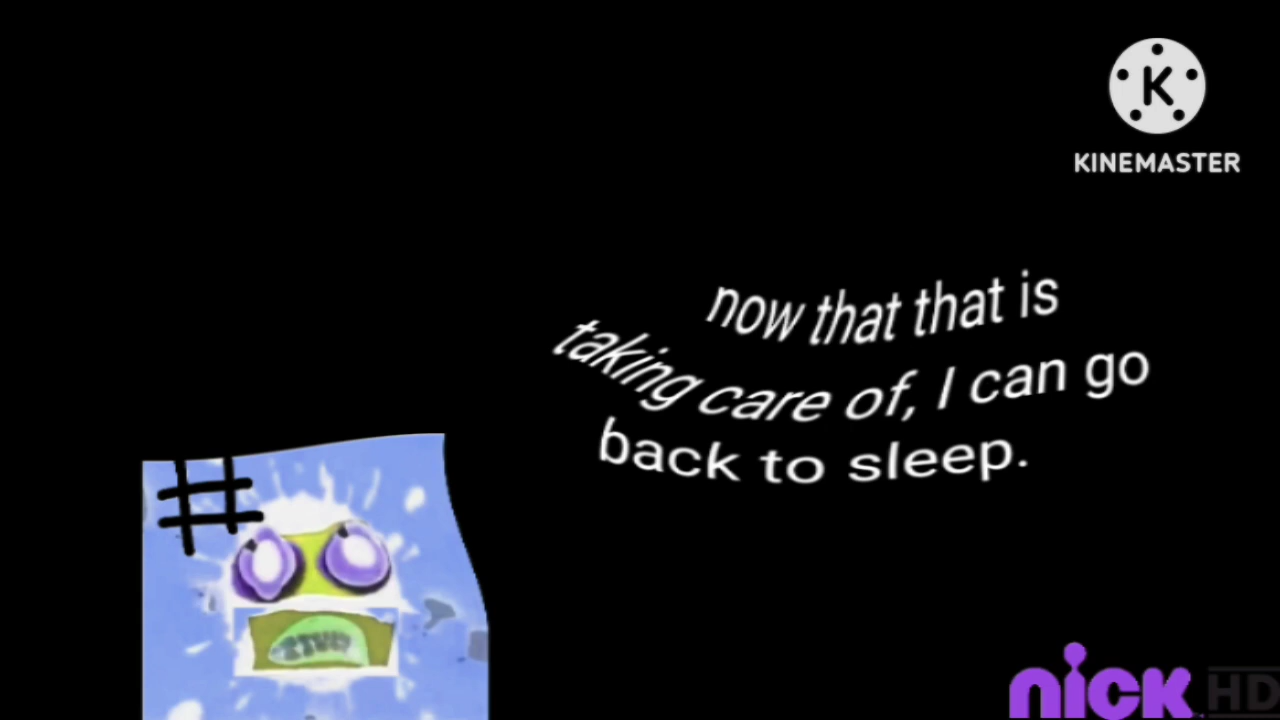 K
KINEMASTER
now that that is
taking care of, I can go
back to sleep.
#
nick HD